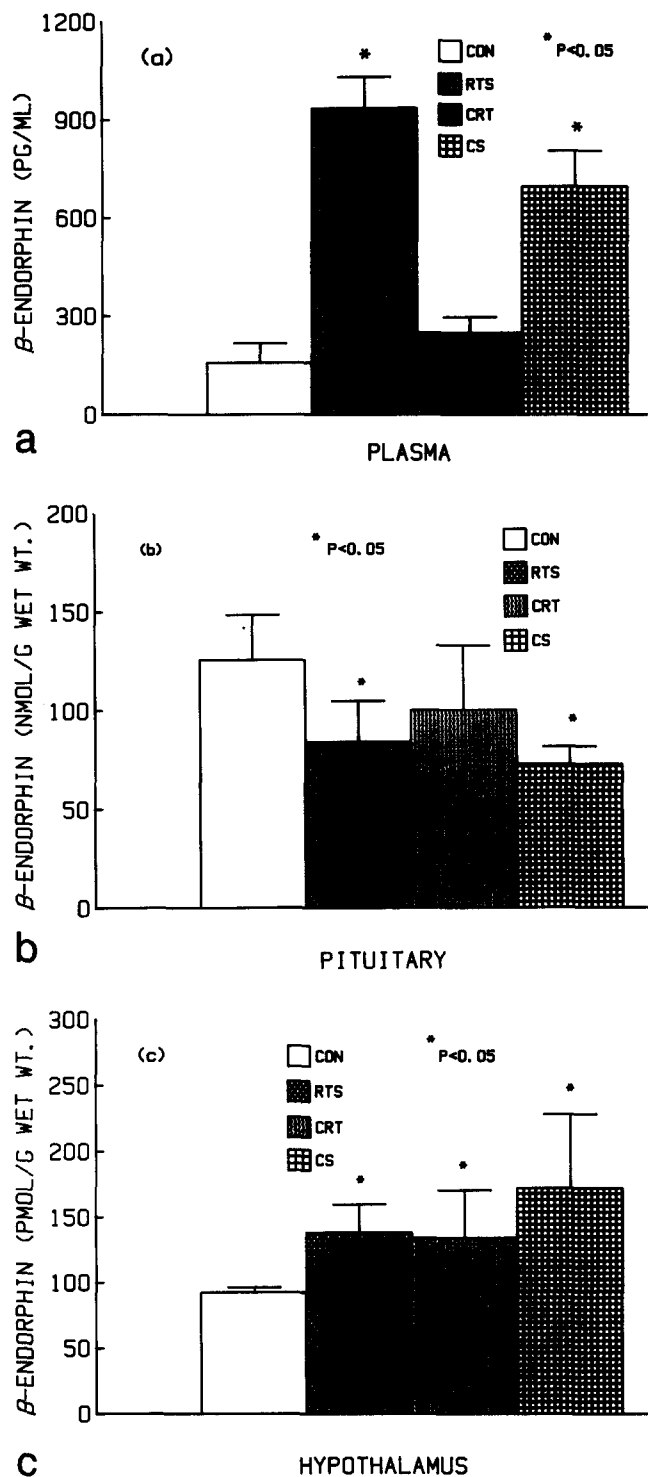 1200
900
600
300
0
β-ENDORPHIN (PG/ML)
(a)
CON
RTS
CRT
CS
* P<0.05
*
*
a
PLASMA
200
150
100
50
0
β-ENDORPHIN (NMOL/G WET WT.)
(b)
* P<0.05
CON
RTS
CRT
CS
*
*
b
PITUITARY
300
250
200
150
100
50
0
β-ENDORPHIN (PMOL/G WET WT.)
(c)
CON
RTS
CRT
CS
* P<0.05
*
*
*
c
HYPOTHALAMUS